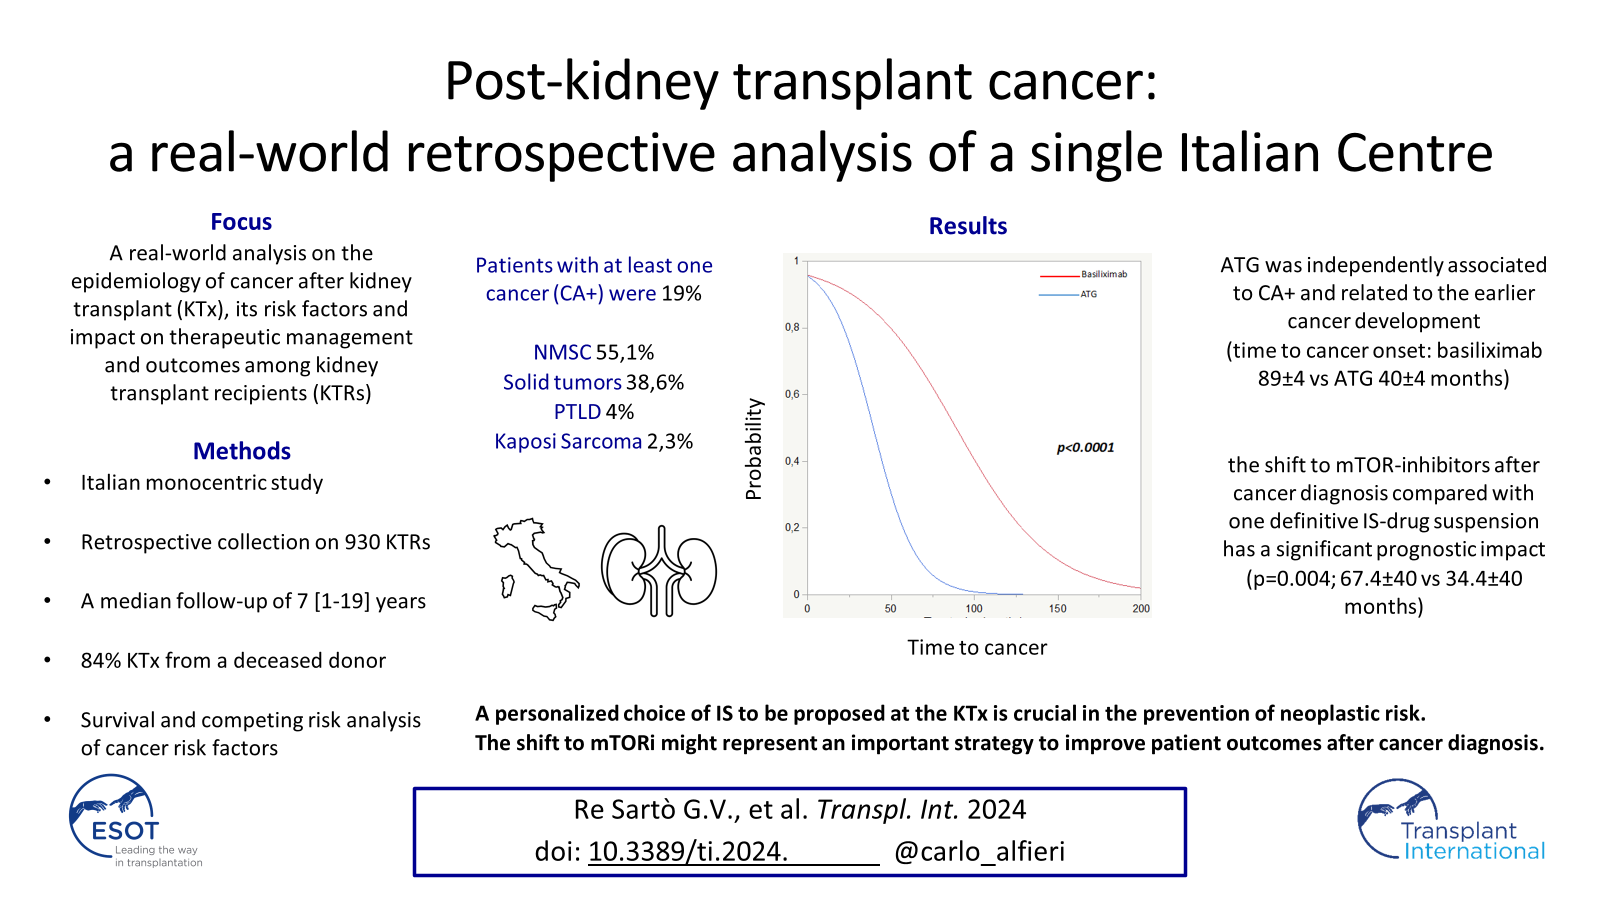 Post-kidney transplant cancer:
a real-world retrospective analysis of a single Italian Centre
Focus
A real-world analysis on the
epidemiology of cancer after kidney
transplant (KTx), its risk factors and
impact on therapeutic management
and outcomes among kidney
transplant recipients (KTRs)
Methods
• Italian monocentric study
• Retrospective collection on 930 KTRs
• A median follow-up of 7 [1-19] years
• 84% KTx from a deceased donor
• Survival and competing risk analysis
of cancer risk factors
Results
Patients with at least one
cancer (CA+) were 19%
NMSC 55,1%
Solid tumors 38,6%
PTLD 4%
Kaposi Sarcoma 2,3%
Probability
1
0,8
0,6
0,4
0,2
0
0 50 100 150 200
Basiliximab
ATG
p<0.0001
Time to cancer
ATG was independently associated
to CA+ and related to the earlier
cancer development
(time to cancer onset: basiliximab
89±4 vs ATG 40±4 months)
the shift to mTOR-inhibitors after
cancer diagnosis compared with
one definitive IS-drug suspension
has a significant prognostic impact
(p=0.004; 67.4±40 vs 34.4±40
months)
A personalized choice of IS to be proposed at the KTx is crucial in the prevention of neoplastic risk.
The shift to mTORi might represent an important strategy to improve patient outcomes after cancer diagnosis.
ESOT
Leading the way
in transplantation
Re Sartò G.V., et al. Transpl. Int. 2024
doi: 10.3389/ti.2024. @carlo_alfieri
Transplant
International